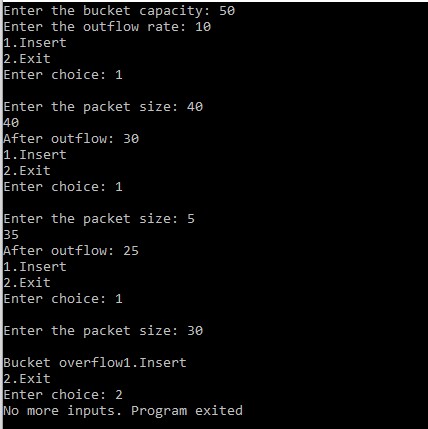 Enter the bucket capacity: 50
Enter the outflow rate: 10
1.Insert
2.Exit
Enter choice: 1
Enter the packet size: 40
40
After outflow: 30
1.Insert
2.Exit
Enter choice: 1
Enter the packet size: 5
35
After outflow: 25
1.Insert
2.Exit
Enter choice: 1
Enter the packet size: 30
Bucket overflow1.Insert
2.Exit
Enter choice: 2
No more inputs. Program exited